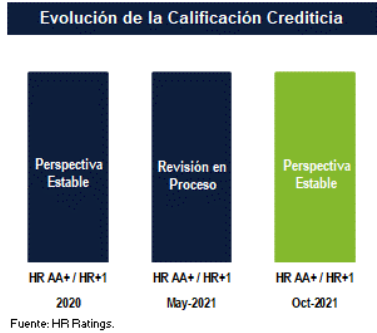 Evolución de la Calificación Crediticia
Perspectiva
Estable
Revisión en
Proceso
Perspectiva
Estable
HR AA+ / HR+1
HR AA+ / HR+1
HR AA+ / HR+1
2020
May-2021
Oct-2021
Fuente: HR Ratings.